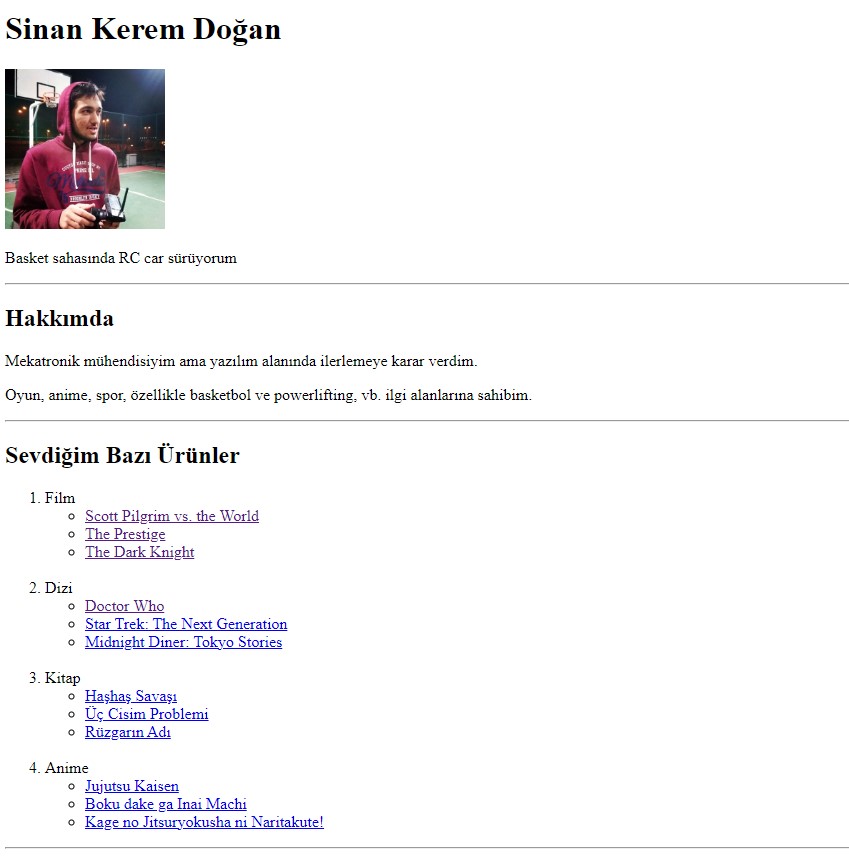 Sinan Kerem Doğan
Basket sahasında RC car sürüyorum
Hakkımda
Mekatronik mühendisiyim ama yazılım alanında ilerlemeye karar verdim.
Oyun, anime, spor, özellikle basketbol ve powerlifting, vb. ilgi alanlarına sahibim.
Sevdiğim Bazı Ürünler
1. Film
Scott Pilgrim vs. the World
The Prestige
The Dark Knight
2. Dizi
Doctor Who
Star Trek: The Next Generation
Midnight Diner: Tokyo Stories
3. Kitap
Haşhaş Savaşı
Üç Cisim Problemi
Rüzgarın Adı
4. Anime
Jujutsu Kaisen
Boku dake ga Inai Machi
Kage no Jitsuryokusha ni Naritakute!